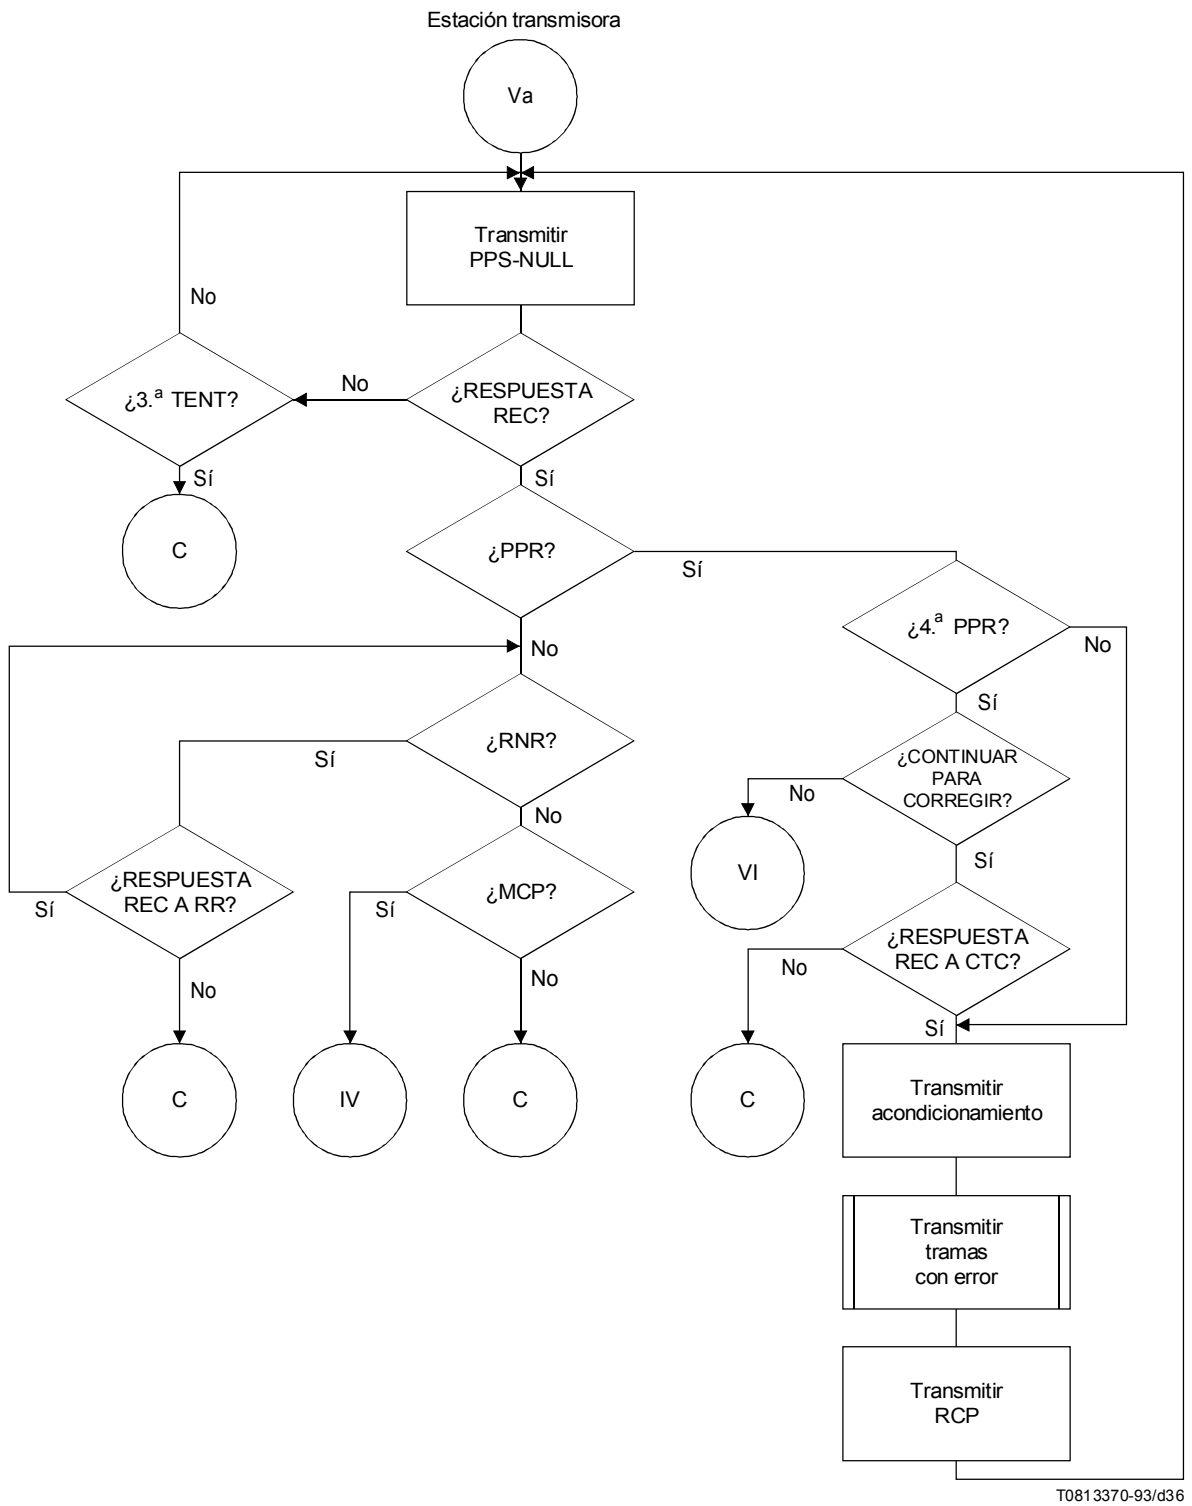 Estación transmisora
Va
Transmitir
PPS-NULL
No
¿3.ª TENT?
No
¿RESPUESTA
REC?
Sí
Sí
C
¿PPR?
Sí
¿4.ª PPR?
No
No
Sí
¿RNR?
Sí
¿CONTINUAR
PARA
CORREGIR?
No
No
Sí
VI
¿RESPUESTA
REC A RR?
Sí
¿MCP?
Sí
¿RESPUESTA
REC A CTC?
No
No
No
Sí
C
IV
C
C
Transmitir
acondicionamiento
Transmitir
tramas
con error
Transmitir
RCP
T0813370-93/d36